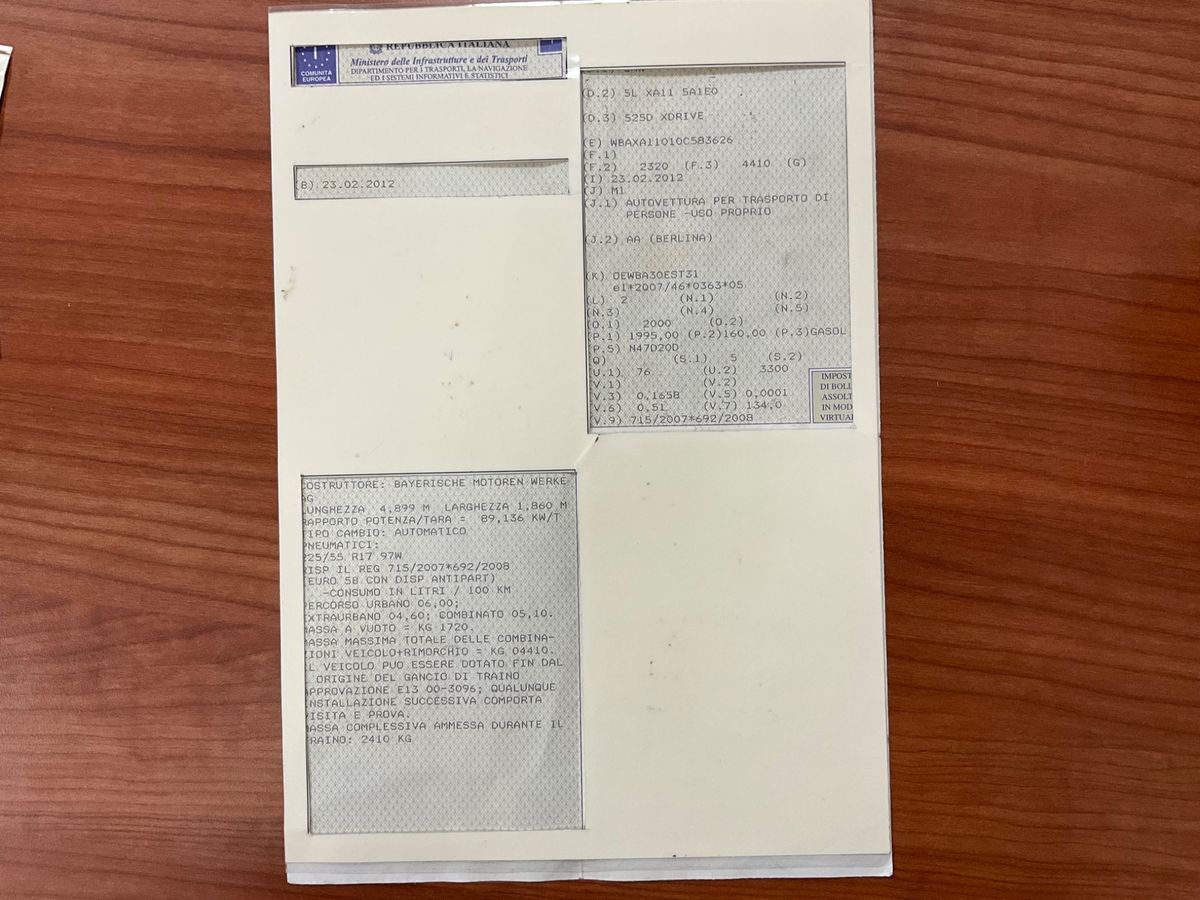 REPUBBLICA ITALIANA
COMUNITA
EUROPEA
Ministero delle Infrastrutture e dei Trasporti
DIPARTIMENTO PER I TRASPORTI, LA NAVIGAZIONE
ED I SISTEMI INFORMATIVI E STATISTICI
(B) 23.02.2012
(D.2) 5L XA11 5A1E0
(D.3) 525D XDRIVE
(E) WBAXA11010C583626
(F.1)
(F.2) 2320 (F.3) 4410 (G)
(I) 23.02.2012
(J) M1
(J.1) AUTOVETTURA PER TRASPORTO DI
PERSONE -USO PROPRIO
(J.2) AA (BERLINA)
(K) OEWBA30EST31
e1*2007/46*0363*05
(L) 2 (N.1) (N.2)
(N.3) (N.4) (N.5)
(O.1) 2000 (O.2)
(P.1) 1995,00 (P.2)160,00 (P.3)GASOL
(P.5) N47D20D
Q) (S.1) 5 (S.2)
(U.1) 76 (U.2) 3300
(V.1) (V.2)
(V.3) 0,1658 (V.5) 0,0001
(V.6) 0,51 (V.7) 134,0
(V.9) 715/2007*692/2008
IMPOST
DI BOLL
ASSOLT
IN MOD
VIRTUAL
COSTRUTTORE: BAYERISCHE MOTOREN WERKE
AG
LUNGHEZZA 4,899 M LARGHEZZA 1,860 M
RAPPORTO POTENZA/TARA = 89,136 KW/T
TIPO CAMBIO: AUTOMATICO
PNEUMATICI:
225/55 R17 97W
RISP IL REG 715/2007*692/2008
(EURO 5B CON DISP ANTIPART)
-CONSUMO IN LITRI / 100 KM
PERCORSO URBANO 06,00;
EXTRAURBANO 04,60; COMBINATO 05,10.
MASSA A VUOTO = KG 1720.
MASSA MASSIMA TOTALE DELLE COMBINA-
ZIONI VEICOLO+RIMORCHIO = KG 04410.
IL VEICOLO PUO ESSERE DOTATO FIN DAL
ORIGINE DEL GANCIO DI TRAINO
APPROVAZIONE E13 00-3096; QUALUNQUE
INSTALLAZIONE SUCCESSIVA COMPORTA
VISITA E PROVA.
MASSA COMPLESSIVA AMMESSA DURANTE IL
TRAINO: 2410 KG